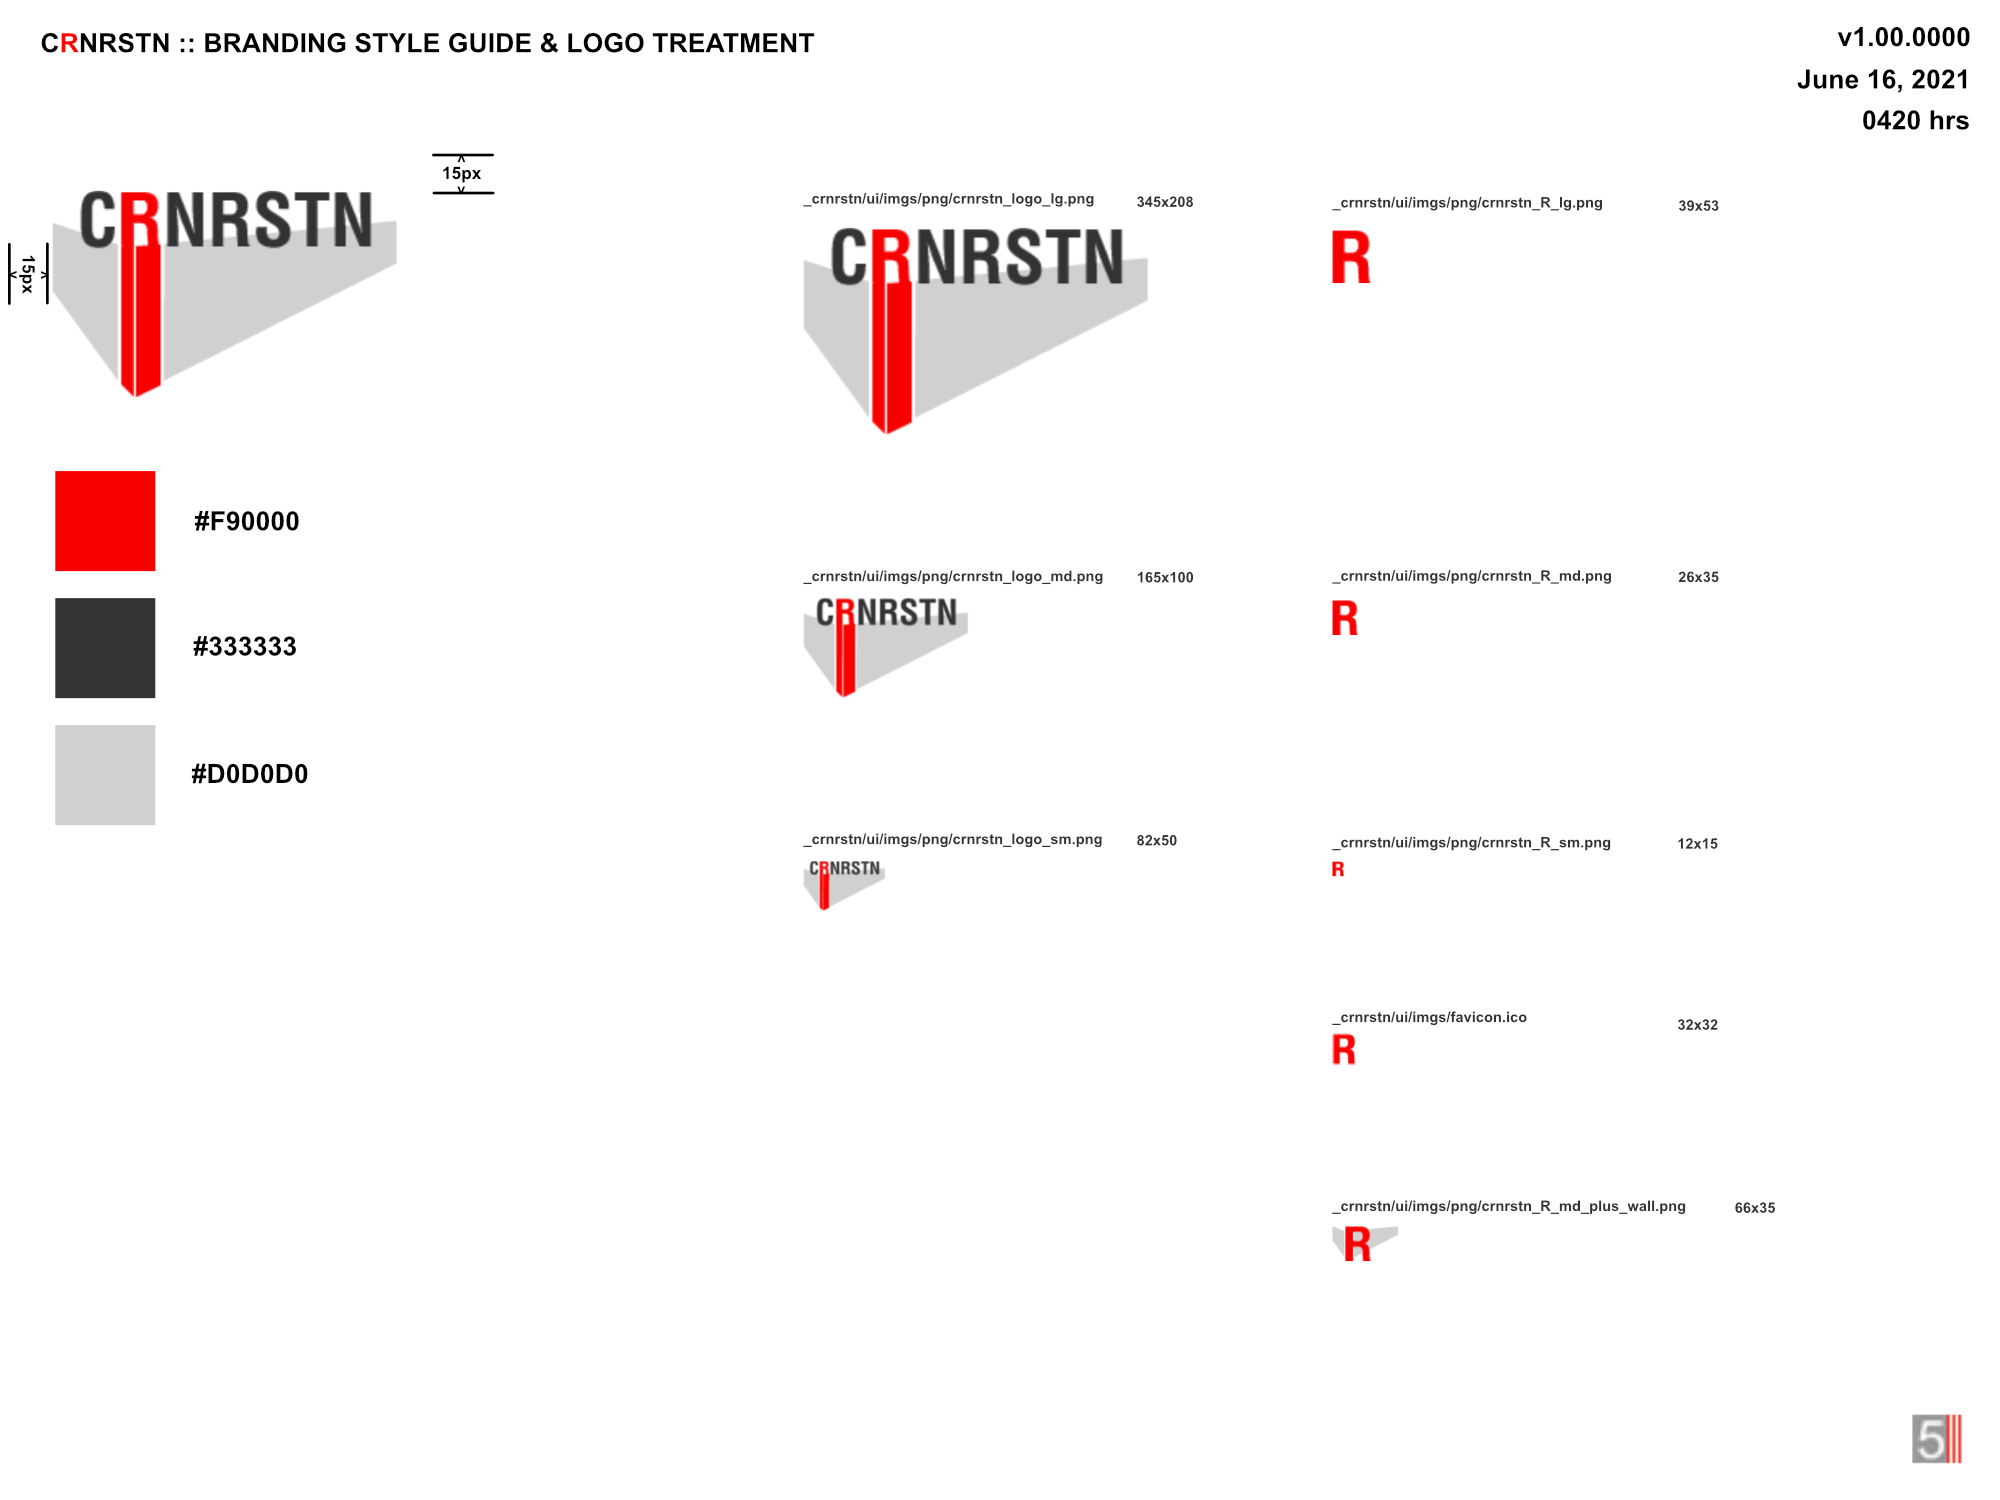 CRNRSTN :: BRANDING STYLE GUIDE & LOGO TREATMENT
v1.00.0000
June 16, 2021
0420 hrs
15px
CRNRSTN
15px
#F90000
#333333
#D0D0D0
_crnrstn/ui/imgs/png/crnrstn_logo_lg.png 345x208
CRNRSTN
_crnrstn/ui/imgs/png/crnrstn_logo_md.png 165x100
CRNRSTN
_crnrstn/ui/imgs/png/crnrstn_logo_sm.png 82x50
CRNRSTN
_crnrstn/ui/imgs/png/crnrstn_R_lg.png 39x53
R
_crnrstn/ui/imgs/png/crnrstn_R_md.png 26x35
R
_crnrstn/ui/imgs/png/crnrstn_R_sm.png 12x15
R
_crnrstn/ui/imgs/favicon.ico 32x32
R
_crnrstn/ui/imgs/png/crnrstn_R_md_plus_wall.png 66x35
R
5